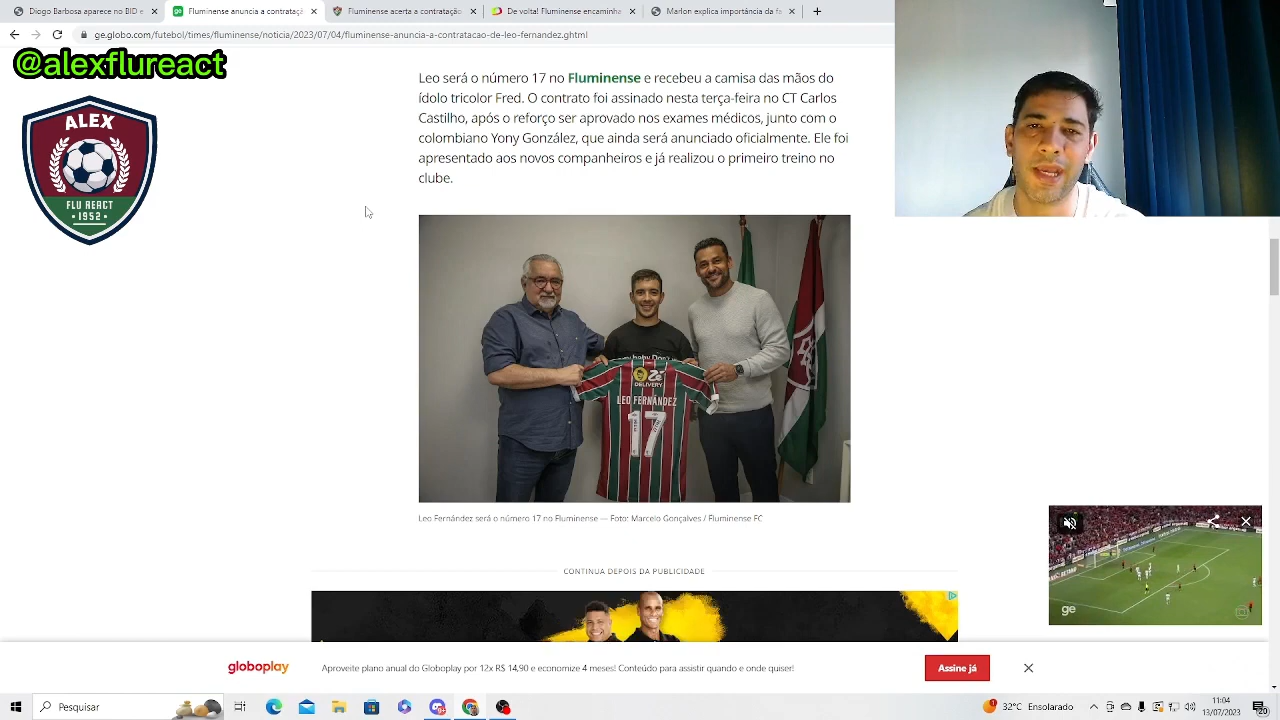 Diogo Barbosa aparece no BID e
Fluminense anuncia a contrataçã
Fluminense acerta a contratação
De volta! Fluminense encaminha
Marlon explica importância da fa
ge.globo.com/futebol/times/fluminense/noticia/2023/07/04/fluminense-anuncia-a-contratacao-de-leo-fernandez.ghtml
@alexflureact
ALEX
FLU REACT
1952
Leo será o número 17 no Fluminense e recebeu a camisa das mãos do
ídolo tricolor Fred. O contrato foi assinado nesta terça-feira no CT Carlos
Castilho, após o reforço ser aprovado nos exames médicos, junto com o
colombiano Yony González, que ainda será anunciado oficialmente. Ele foi
apresentado aos novos companheiros e já realizou o primeiro treino no
clube.
Zé
DELIVERY
LEO FERNÁNDEZ
17
Leo Fernández será o número 17 no Fluminense — Foto: Marcelo Gonçalves / Fluminense FC
CONTINUA DEPOIS DA PUBLICIDADE
ge
globoplay
Aproveite plano anual do Globoplay por 12x R$ 14,90 e economize 4 meses! Conteúdo para assistir quando e onde quiser!
Assine já
Pesquisar
32°C Ensolarado
11:04
13/07/2023
20